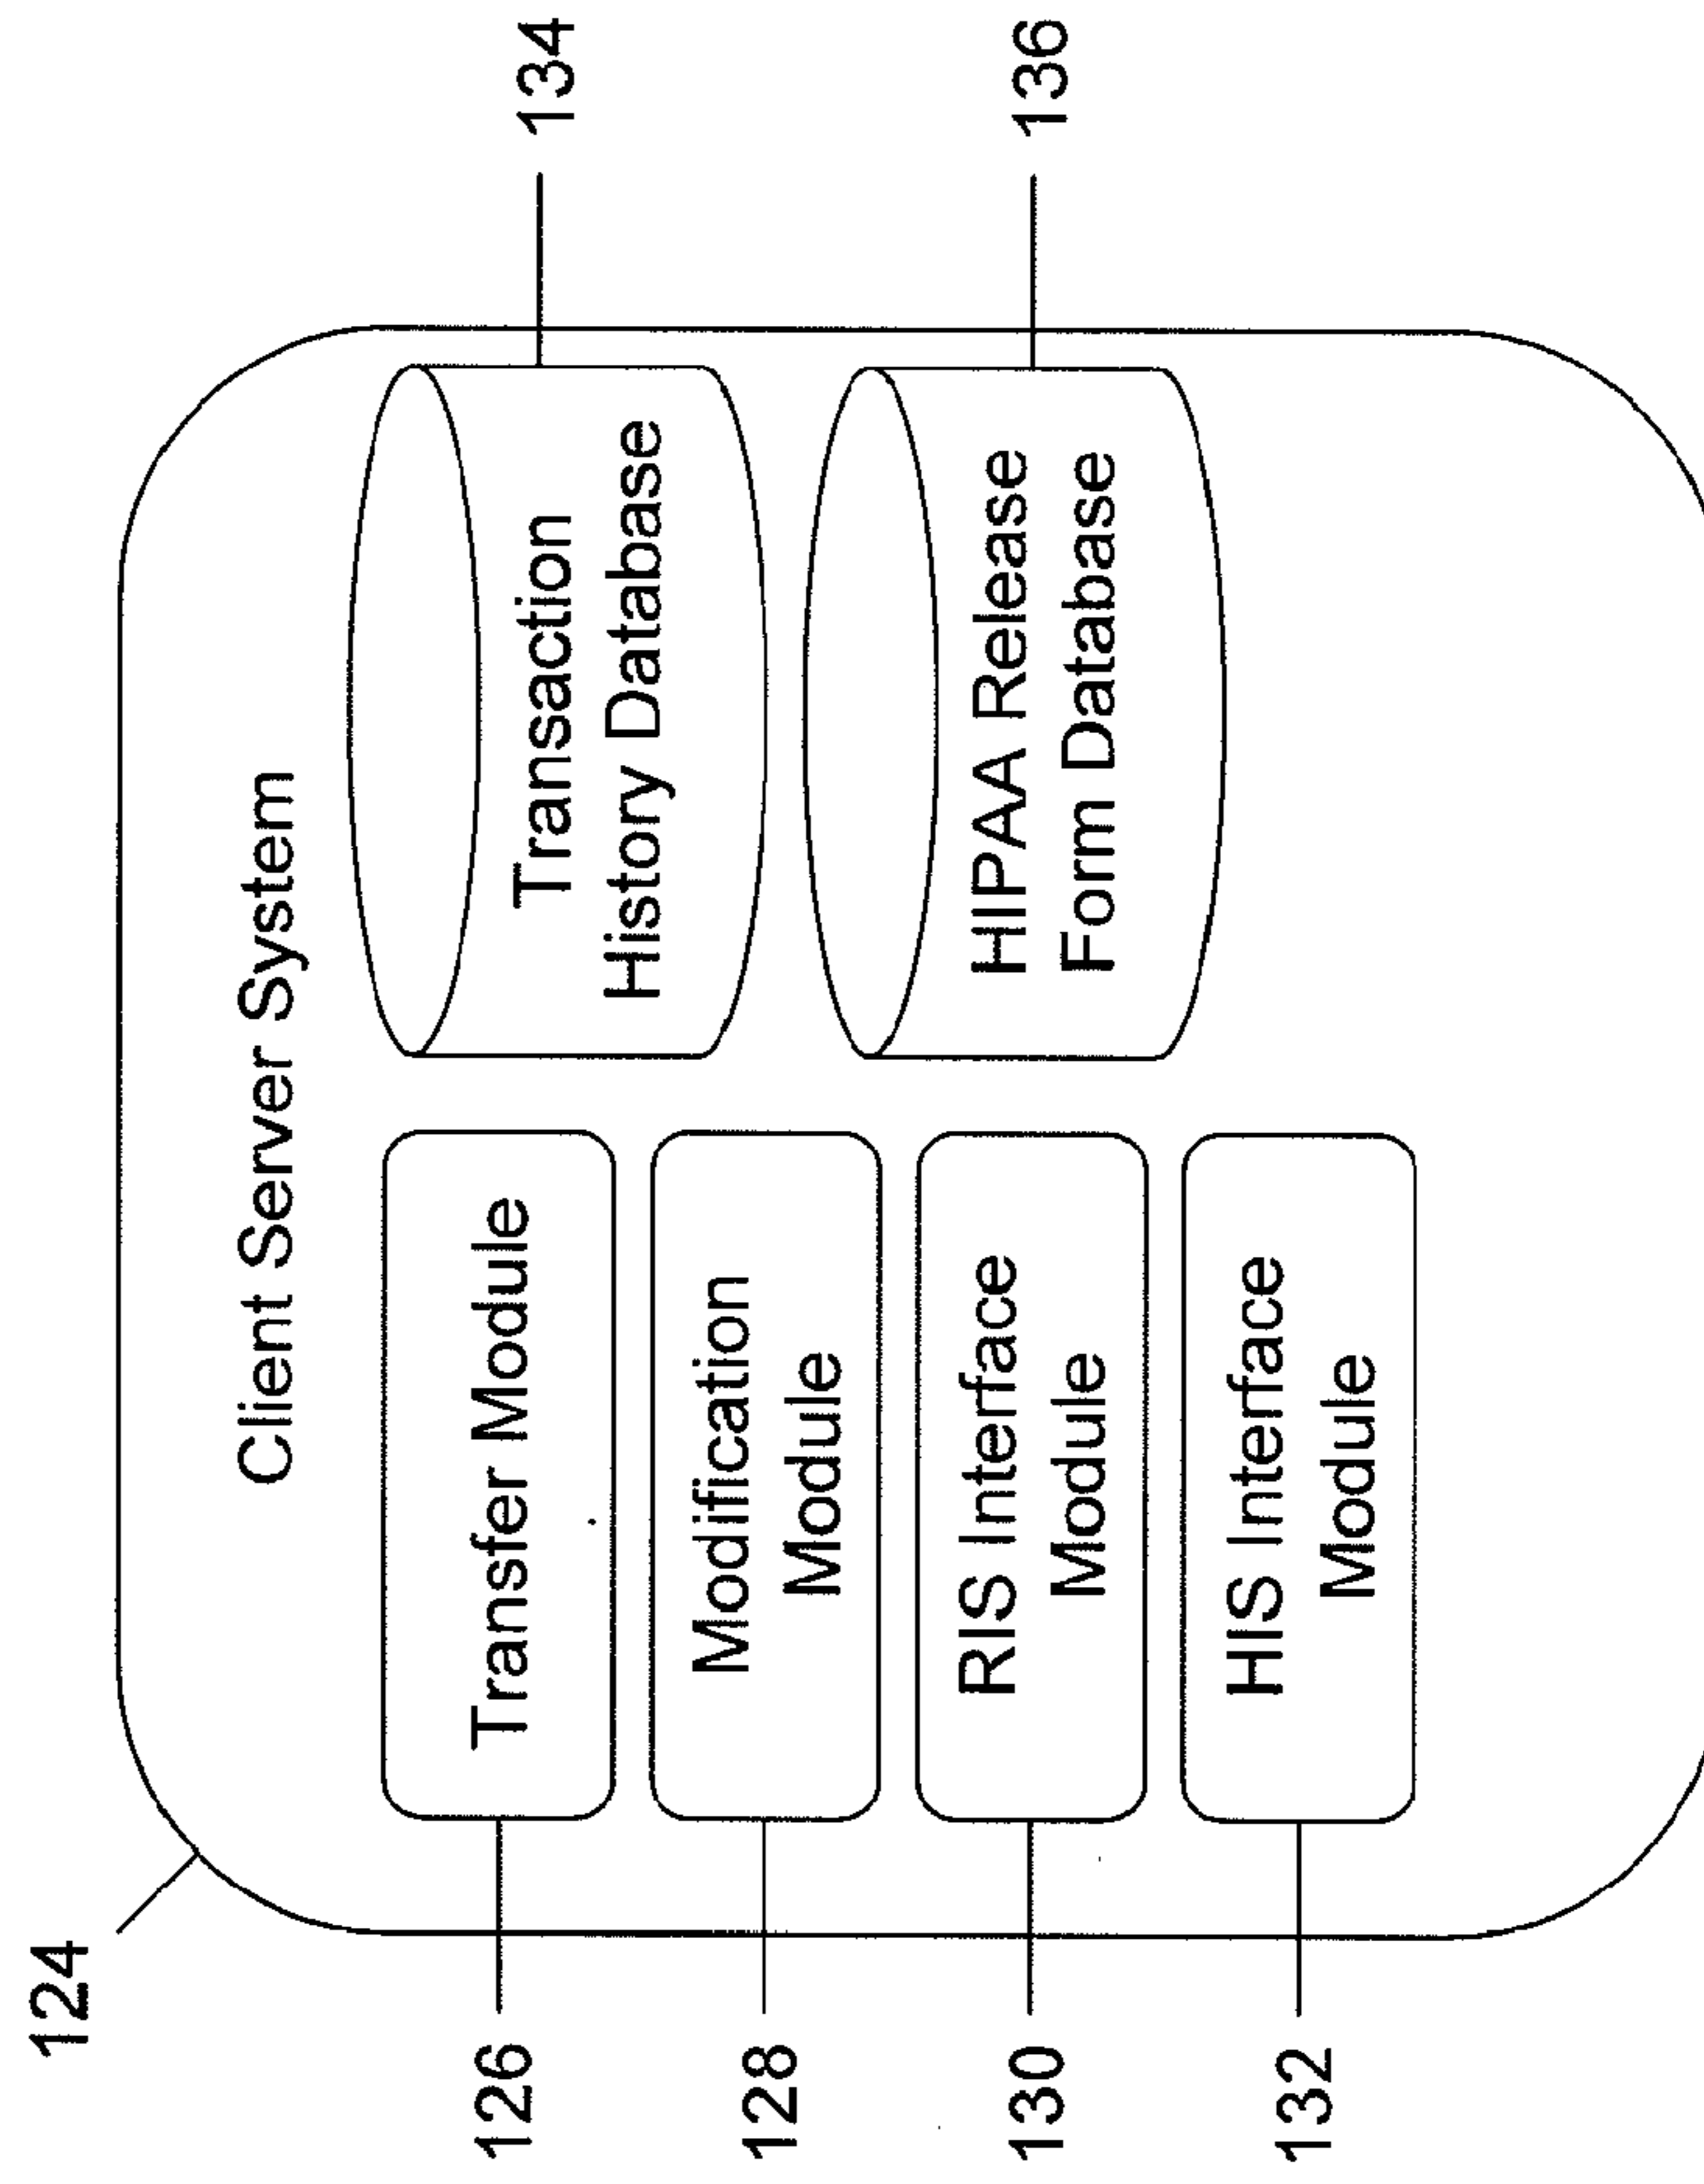 124
Client Server System
126
Transfer Module
128
Modification
Module
130
RIS Interface
Module
132
HIS Interface
Module
Transaction
History Database
134
HIPAA Release
Form Database
136